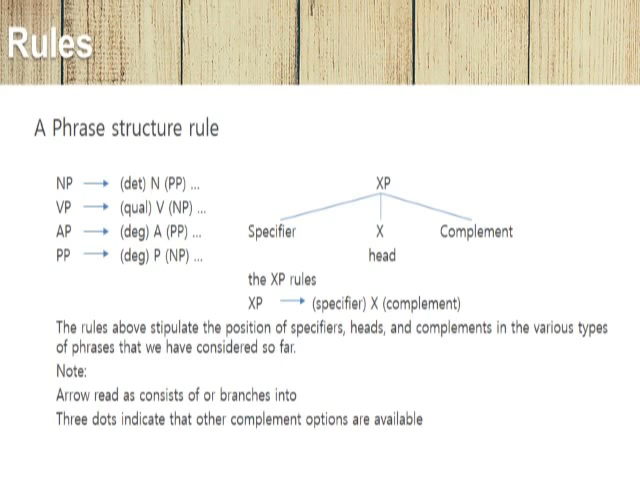 Rules
A Phrase structure rule
NP → (det) N (PP) ...
VP → (qual) V (NP) ...
AP → (deg) A (PP) ...
PP → (deg) P (NP) ...
XP
Specifier X Complement
head
the XP rules
XP → (specifier) X (complement)
The rules above stipulate the position of specifiers, heads, and complements in the various types
of phrases that we have considered so far.
Note:
Arrow read as consists of or branches into
Three dots indicate that other complement options are available